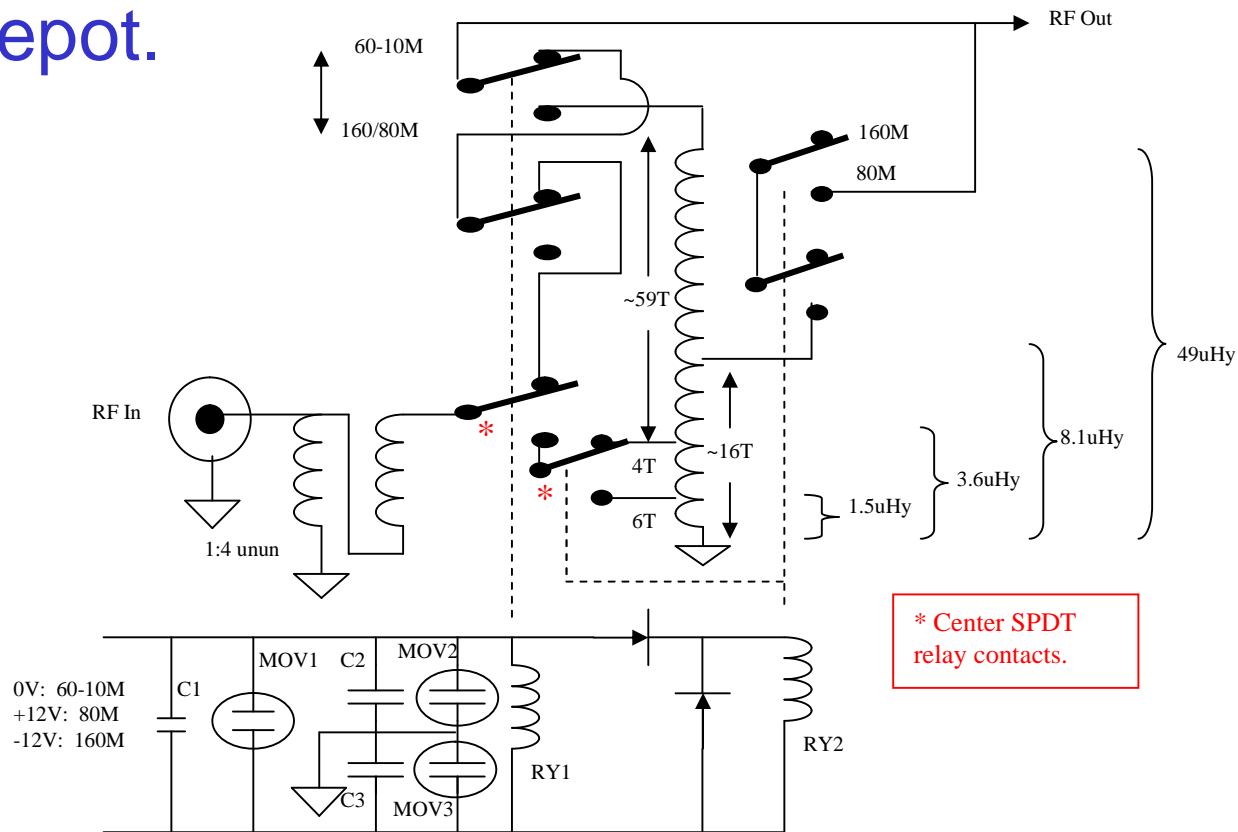 epot.
RF Out
60-10M
160/80M
160M
80M
~59T
49uHy
RF In
*
4T
~16T
8.1uHy
3.6uHy
*
6T
1.5uHy
1:4 unun
* Center SPDT
relay contacts.
MOV1
C2
MOV2
C1
0V: 60-10M
+12V: 80M
-12V: 160M
RY1
RY2
C3
MOV3